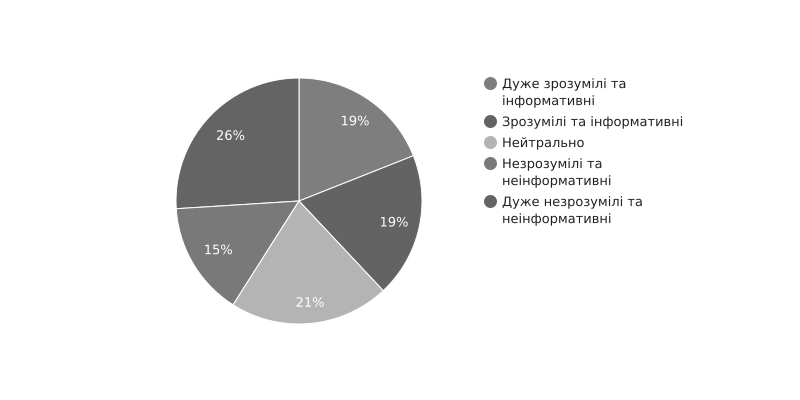 19%
19%
21%
15%
26%
Дуже зрозумілі та
інформативні
Зрозумілі та інформативні
Нейтрально
Незрозумілі та
неінформативні
Дуже незрозумілі та
неінформативні